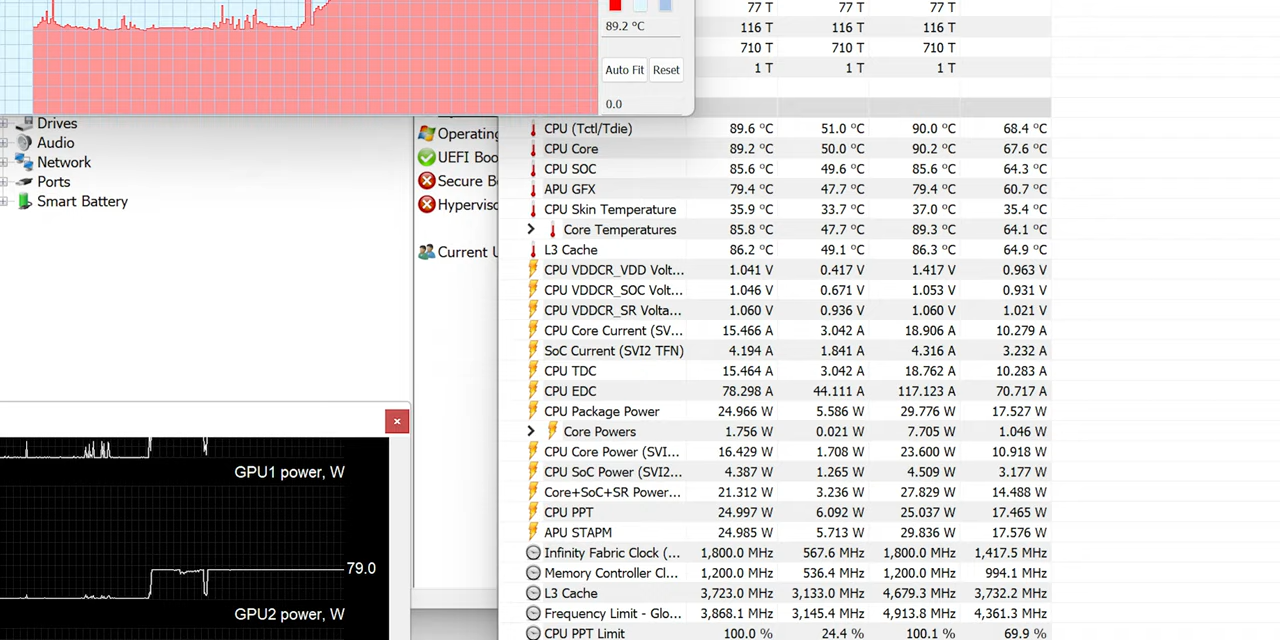 77 T 77 T 77 T
116 T 116 T 116 T
710 T 710 T 710 T
1 T 1 T 1 T
89.2 °C
Auto Fit Reset
0.0
Drives
Audio
Network
Ports
Smart Battery
Operating
UEFI Boo
Secure B
Hyperviso
Current U
CPU (Tctl/Tdie) 89.6 °C 51.0 °C 90.0 °C 68.4 °C
CPU Core 89.2 °C 50.0 °C 90.2 °C 67.6 °C
CPU SOC 85.6 °C 49.6 °C 85.6 °C 64.3 °C
APU GFX 79.4 °C 47.7 °C 79.4 °C 60.7 °C
CPU Skin Temperature 35.9 °C 33.7 °C 37.0 °C 35.4 °C
Core Temperatures 85.8 °C 47.7 °C 89.3 °C 64.1 °C
L3 Cache 86.2 °C 49.1 °C 86.3 °C 64.9 °C
CPU VDDCR_VDD Volt... 1.041 V 0.417 V 1.417 V 0.963 V
CPU VDDCR_SOC Volt... 1.046 V 0.671 V 1.053 V 0.931 V
CPU VDDCR_SR Volta... 1.060 V 0.936 V 1.060 V 1.021 V
CPU Core Current (SV... 15.466 A 3.042 A 18.906 A 10.279 A
SoC Current (SVI2 TFN) 4.194 A 1.841 A 4.316 A 3.232 A
CPU TDC 15.464 A 3.042 A 18.762 A 10.283 A
CPU EDC 78.298 A 44.111 A 117.123 A 70.717 A
CPU Package Power 24.966 W 5.586 W 29.776 W 17.527 W
Core Powers 1.756 W 0.021 W 7.705 W 1.046 W
CPU Core Power (SVI... 16.429 W 1.708 W 23.600 W 10.918 W
CPU SoC Power (SVI2... 4.387 W 1.265 W 4.509 W 3.177 W
Core+SoC+SR Power... 21.312 W 3.236 W 27.829 W 14.488 W
CPU PPT 24.997 W 6.092 W 25.037 W 17.465 W
APU STAPM 24.985 W 5.713 W 29.836 W 17.576 W
Infinity Fabric Clock (... 1,800.0 MHz 567.6 MHz 1,800.0 MHz 1,417.5 MHz
Memory Controller Cl... 1,200.0 MHz 536.4 MHz 1,200.0 MHz 994.1 MHz
L3 Cache 3,723.0 MHz 3,133.0 MHz 4,679.3 MHz 3,732.2 MHz
Frequency Limit - Glo... 3,868.1 MHz 3,145.4 MHz 4,913.8 MHz 4,361.3 MHz
CPU PPT Limit 100.0 % 24.4 % 100.1 % 69.9 %
GPU1 power, W
79.0
GPU2 power, W